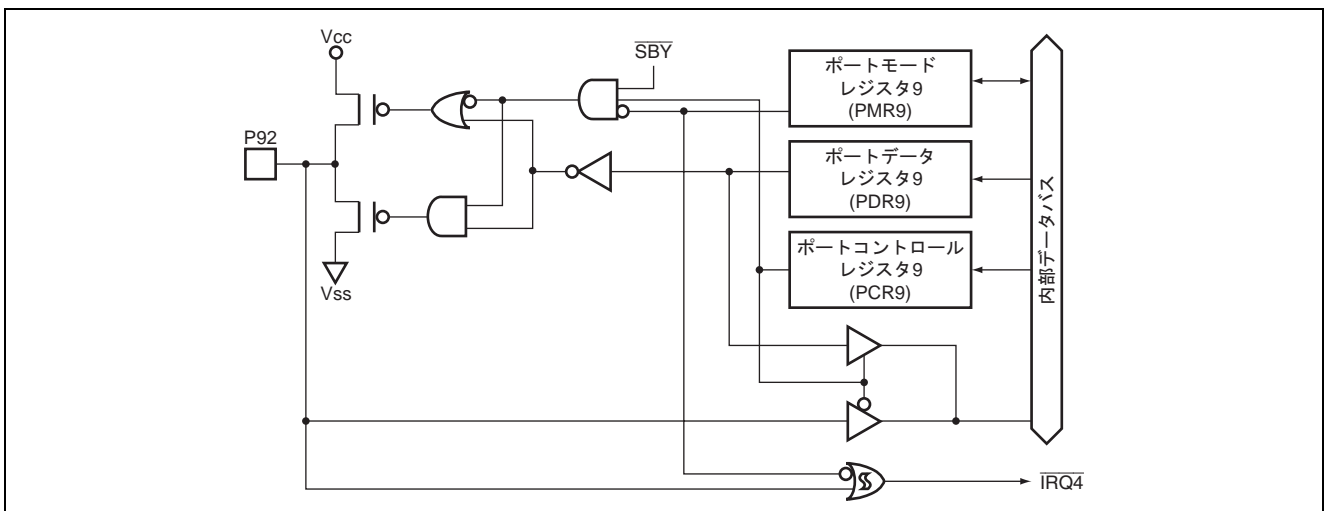 Vcc
SBY
P92
Vss
ポートモード
レジスタ9
(PMR9)
ポートデータ
レジスタ9
(PDR9)
ポートコントロール
レジスタ9
(PCR9)
内部データバス
IRQ4